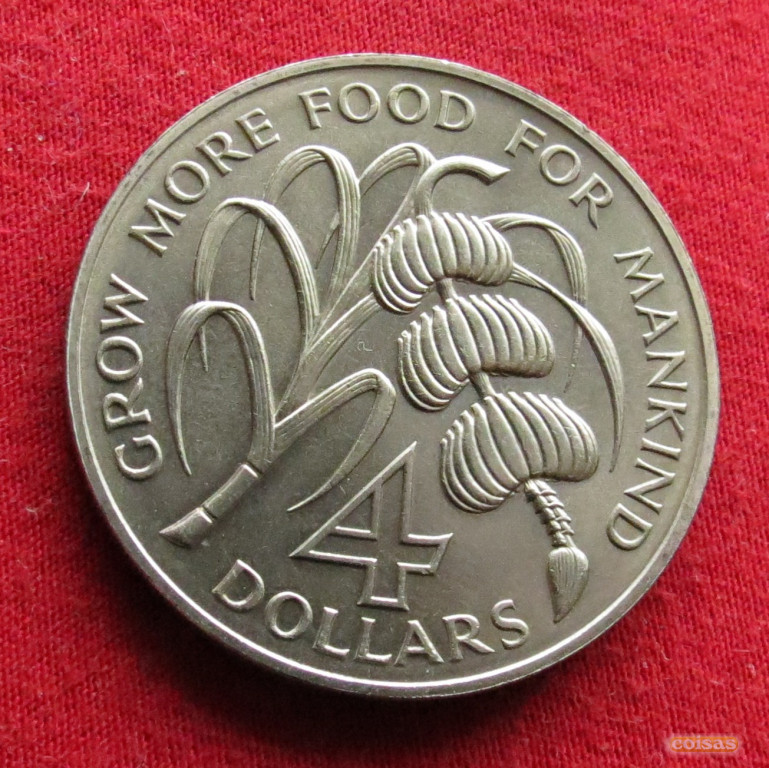 GROW MORE FOOD FOR MANKIND
4
DOLLARS
coisas